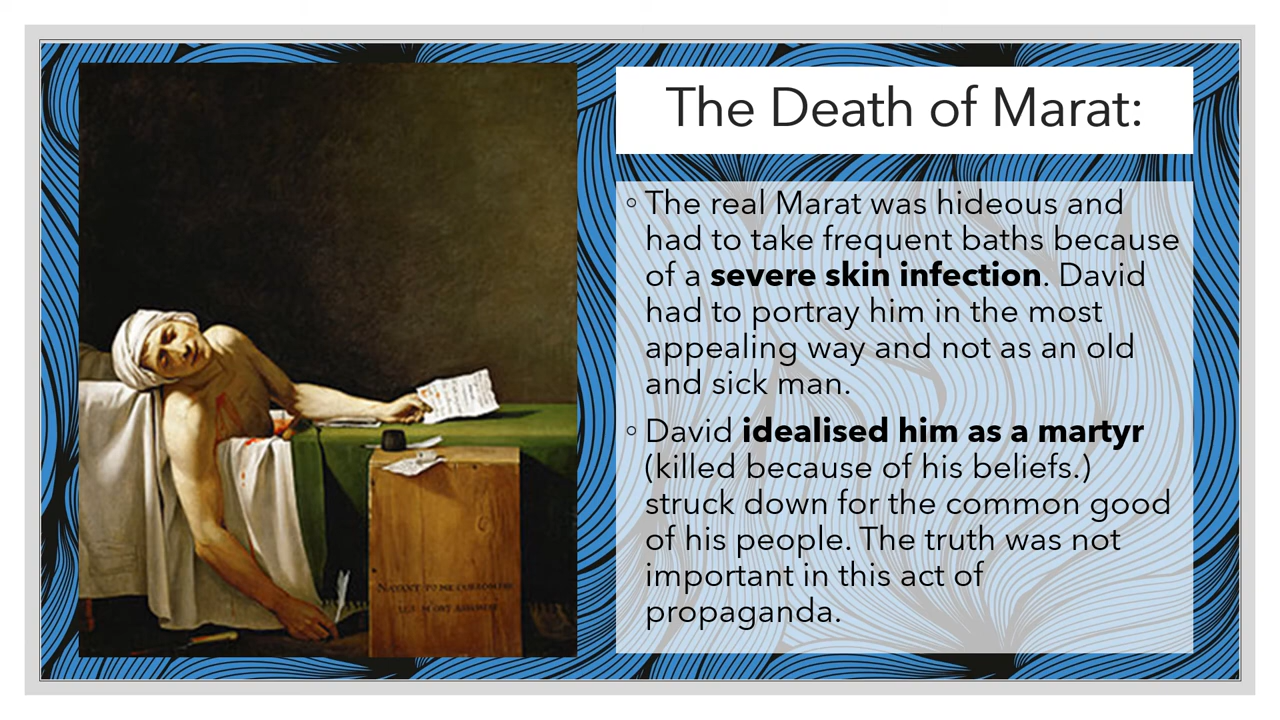 The Death of Marat:
◦ The real Marat was hideous and
had to take frequent baths because
of a severe skin infection. David
had to portray him in the most
appealing way and not as an old
and sick man.
◦ David idealised him as a martyr
(killed because of his beliefs.)
struck down for the common good
of his people. The truth was not
important in this act of
propaganda.